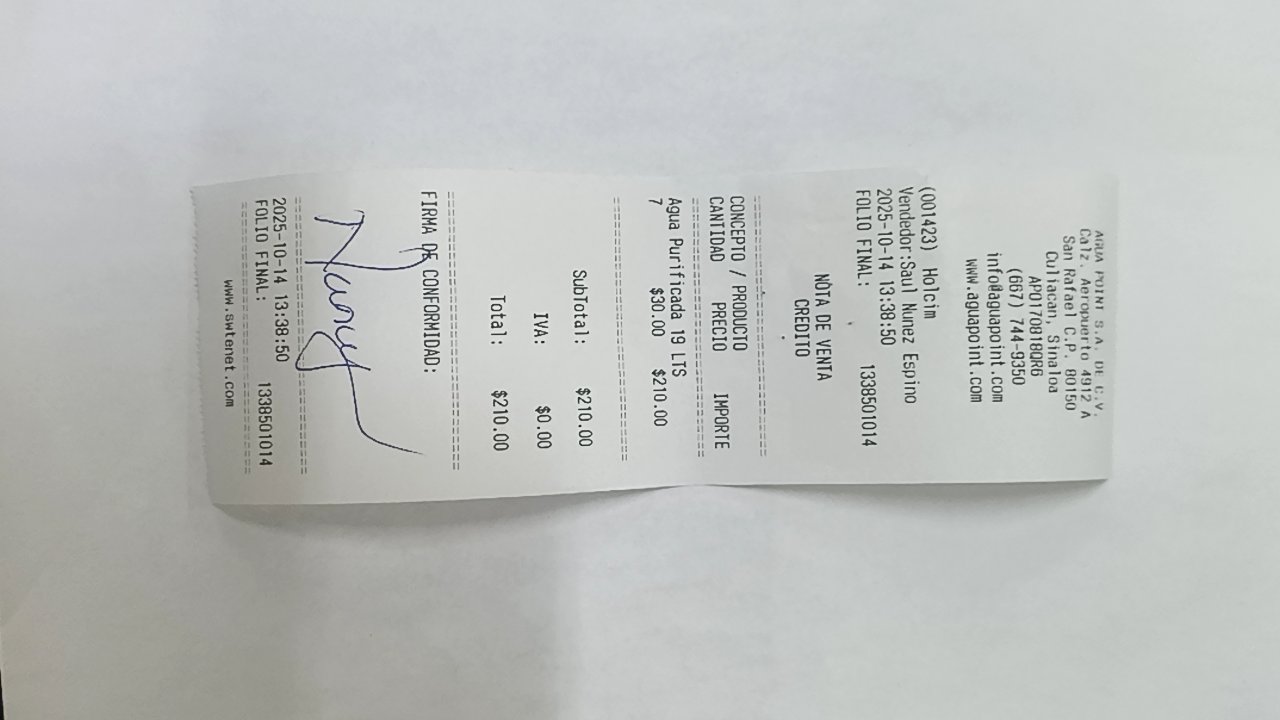 AGUA POINT S.A. DE C.V.
Calz. Aeropuerto 4912 A
San Rafael C.P. 80150
Culiacan, Sinaloa
APO170818QR6
(667) 744-9350
info@aguapoint.com
www.aguapoint.com
(001423) Holcim
Vendedor:Saul Nunez Espino
2025-10-14 13:38:50
FOLIO FINAL: 1338501014
NOTA DE VENTA
CREDITO
CONCEPTO / PRODUCTO
CANTIDAD PRECIO IMPORTE
Agua Purificada 19 LTS
7 $30.00 $210.00
SubTotal: $210.00
IVA: $0.00
Total: $210.00
FIRMA DE CONFORMIDAD:
Nancy
2025-10-14 13:38:50
FOLIO FINAL: 1338501014
www.swtenet.com